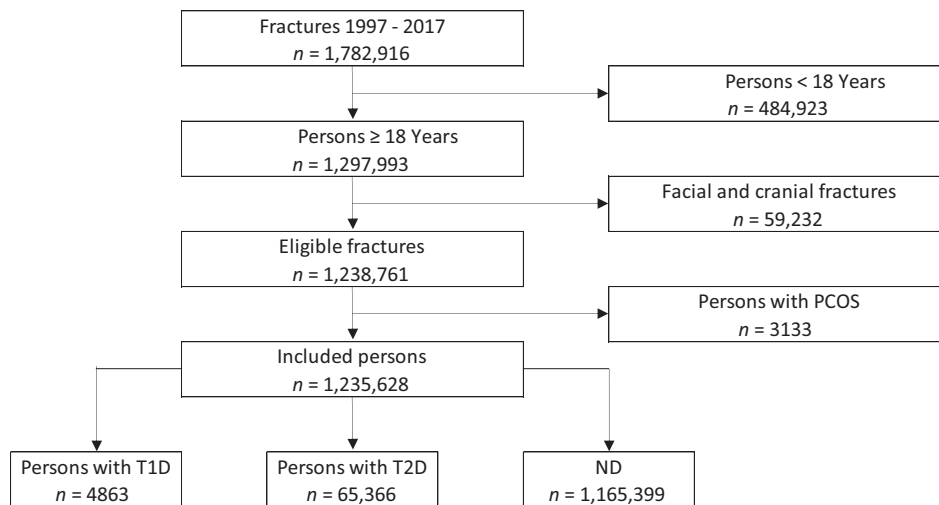 Fractures 1997 - 2017
n = 1,782,916
Persons < 18 Years
n = 484,923
Persons ≥ 18 Years
n = 1,297,993
Facial and cranial fractures
n = 59,232
Eligible fractures
n = 1,238,761
Persons with PCOS
n = 3133
Included persons
n = 1,235,628
Persons with T1D
n = 4863
Persons with T2D
n = 65,366
ND
n = 1,165,399